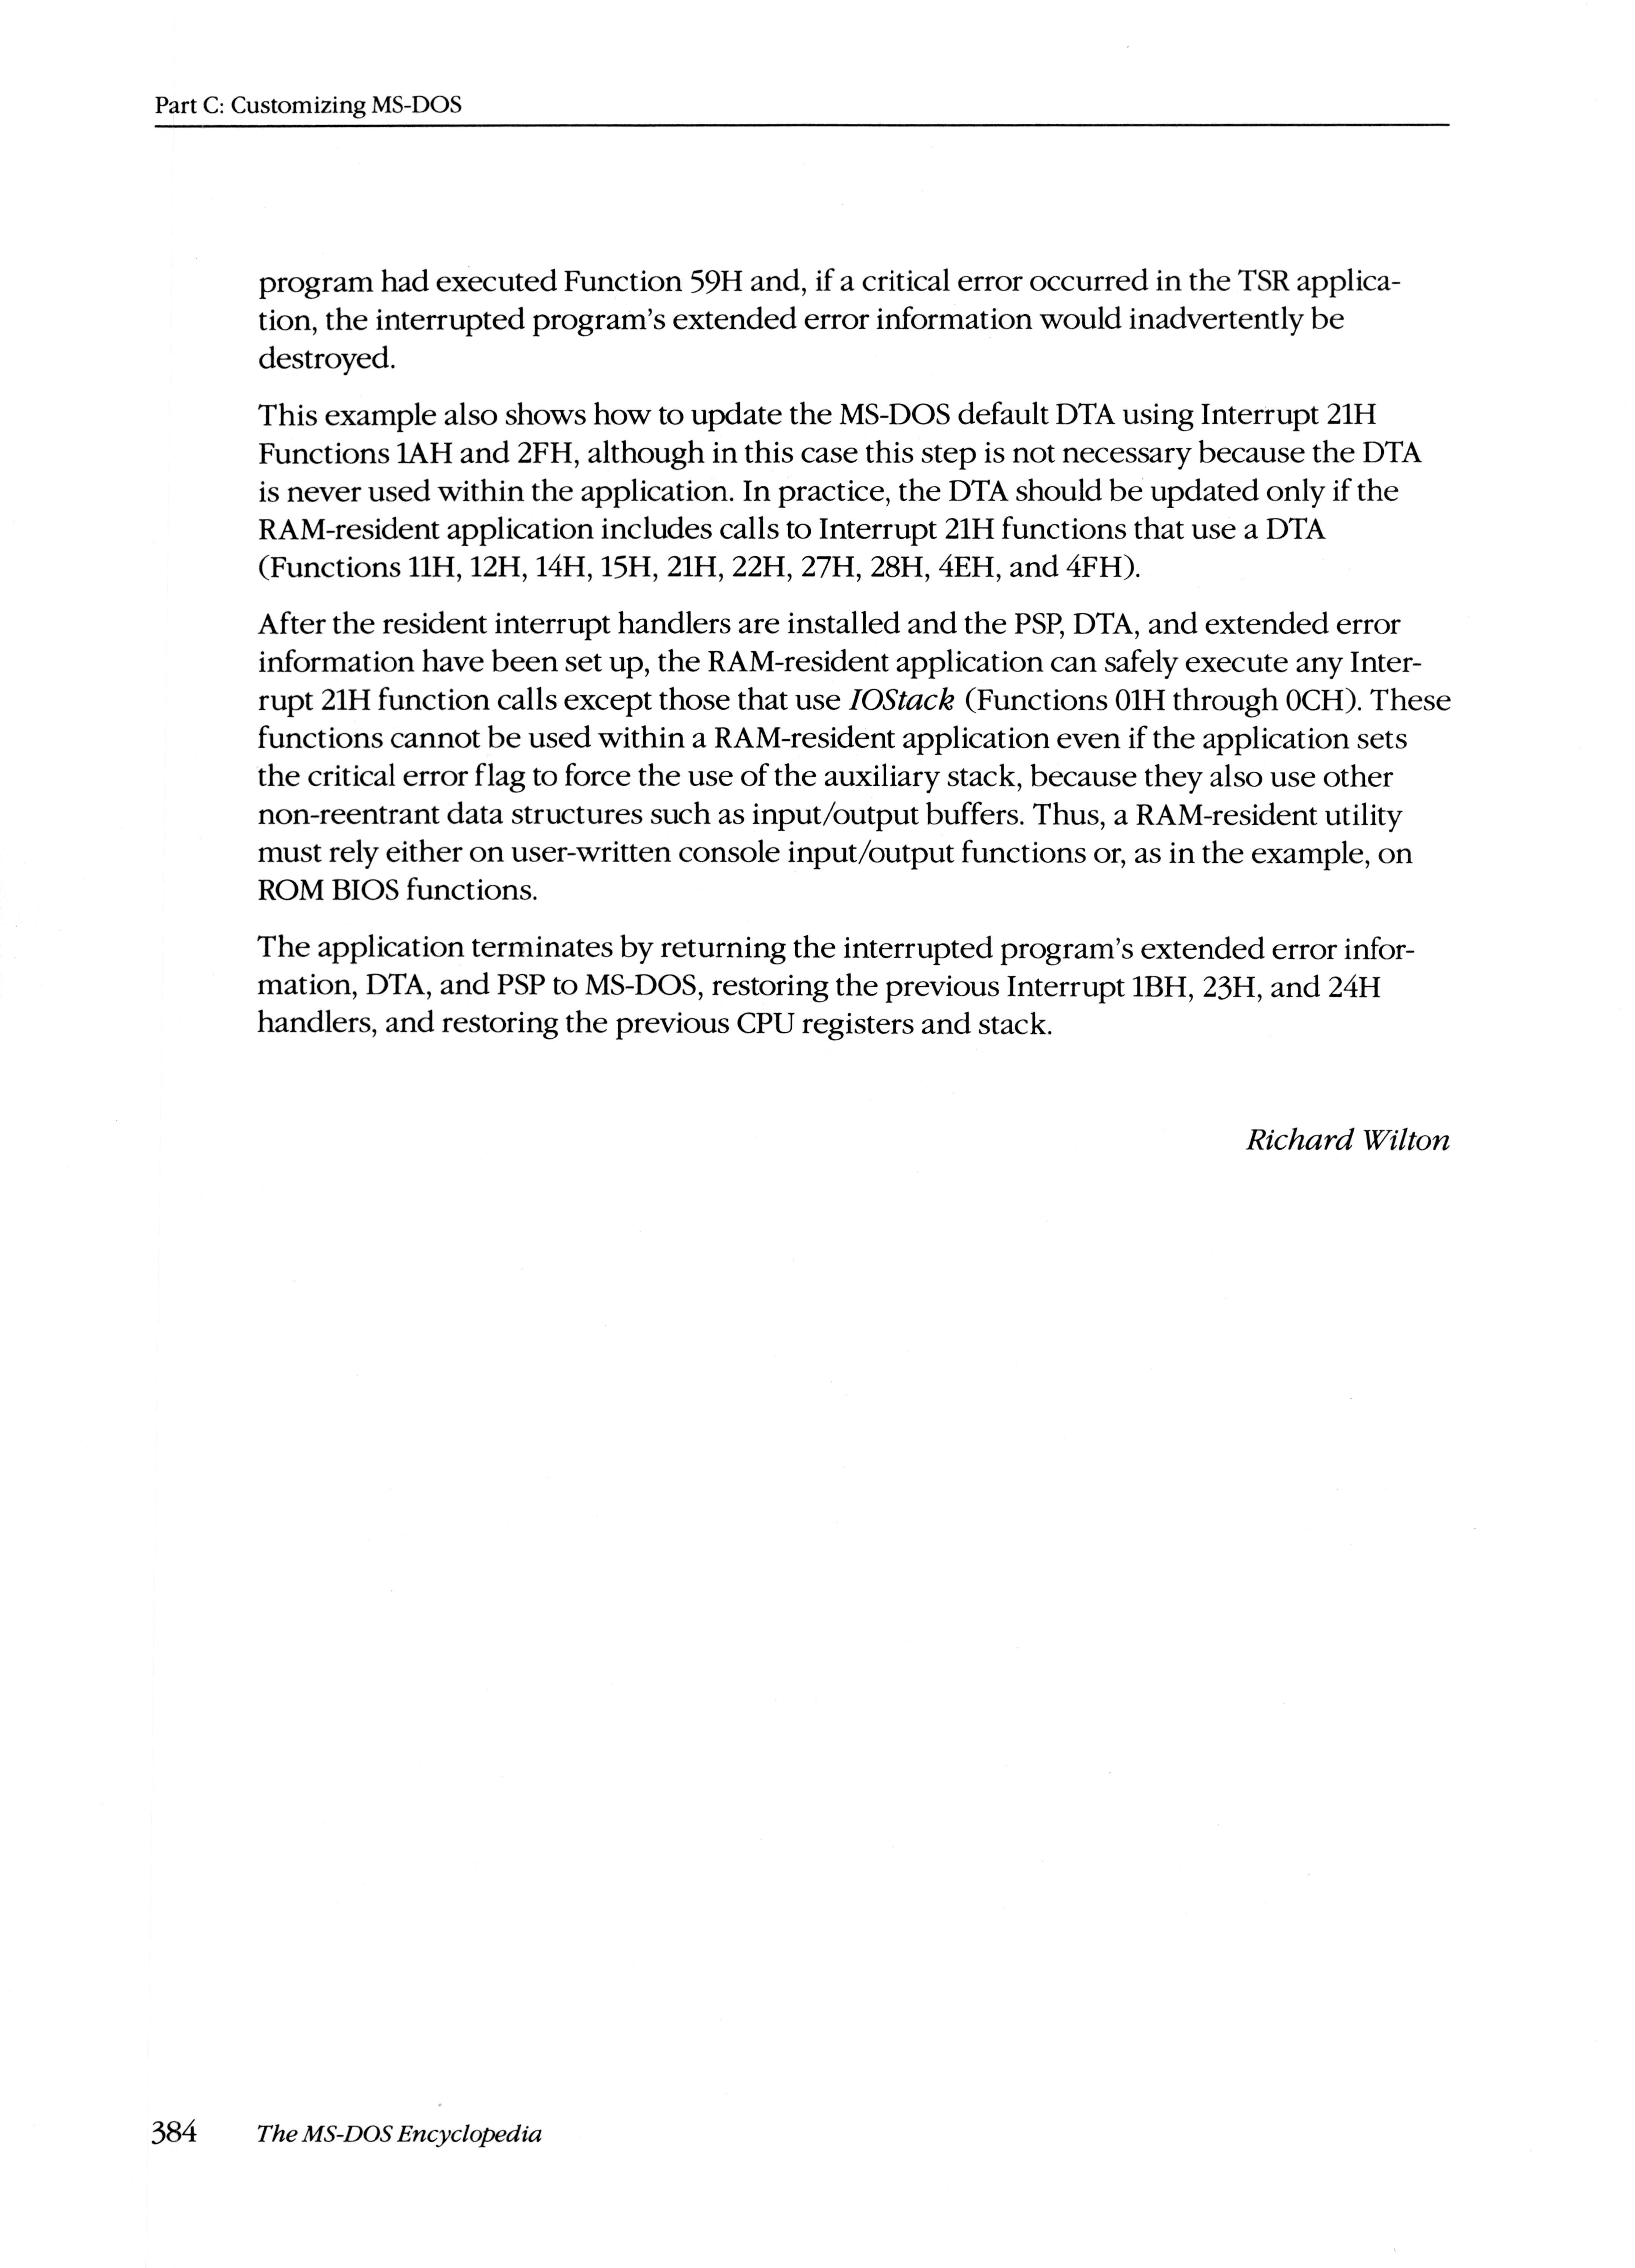 Part C: Customizing MS-DOS
program had executed Function 59H and, if a critical error occurred in the TSR applica-
tion, the interrupted program's extended error information would inadvertently be
destroyed.
This example also shows how to update the MS-DOS default DTA using Interrupt 21H
Functions 1AH and 2FH, although in this case this step is not necessary because the DTA
is never used within the application. In practice, the DTA should be updated only if the
RAM-resident application includes calls to Interrupt 21H functions that use a DTA
(Functions 11H, 12H, 14H, 15H, 21H, 22H, 27H, 28H, 4EH, and 4FH).
After the resident interrupt handlers are installed and the PSP, DTA, and extended error
information have been set up, the RAM-resident application can safely execute any Inter-
rupt 21H function calls except those that use IOStack (Functions 01H through 0CH). These
functions cannot be used within a RAM-resident application even if the application sets
the critical error flag to force the use of the auxiliary stack, because they also use other
non-reentrant data structures such as input/output buffers. Thus, a RAM-resident utility
must rely either on user-written console input/output functions or, as in the example, on
ROM BIOS functions.
The application terminates by returning the interrupted program's extended error infor-
mation, DTA, and PSP to MS-DOS, restoring the previous Interrupt 1BH, 23H, and 24H
handlers, and restoring the previous CPU registers and stack.
Richard Wilton
384 The MS-DOS Encyclopedia